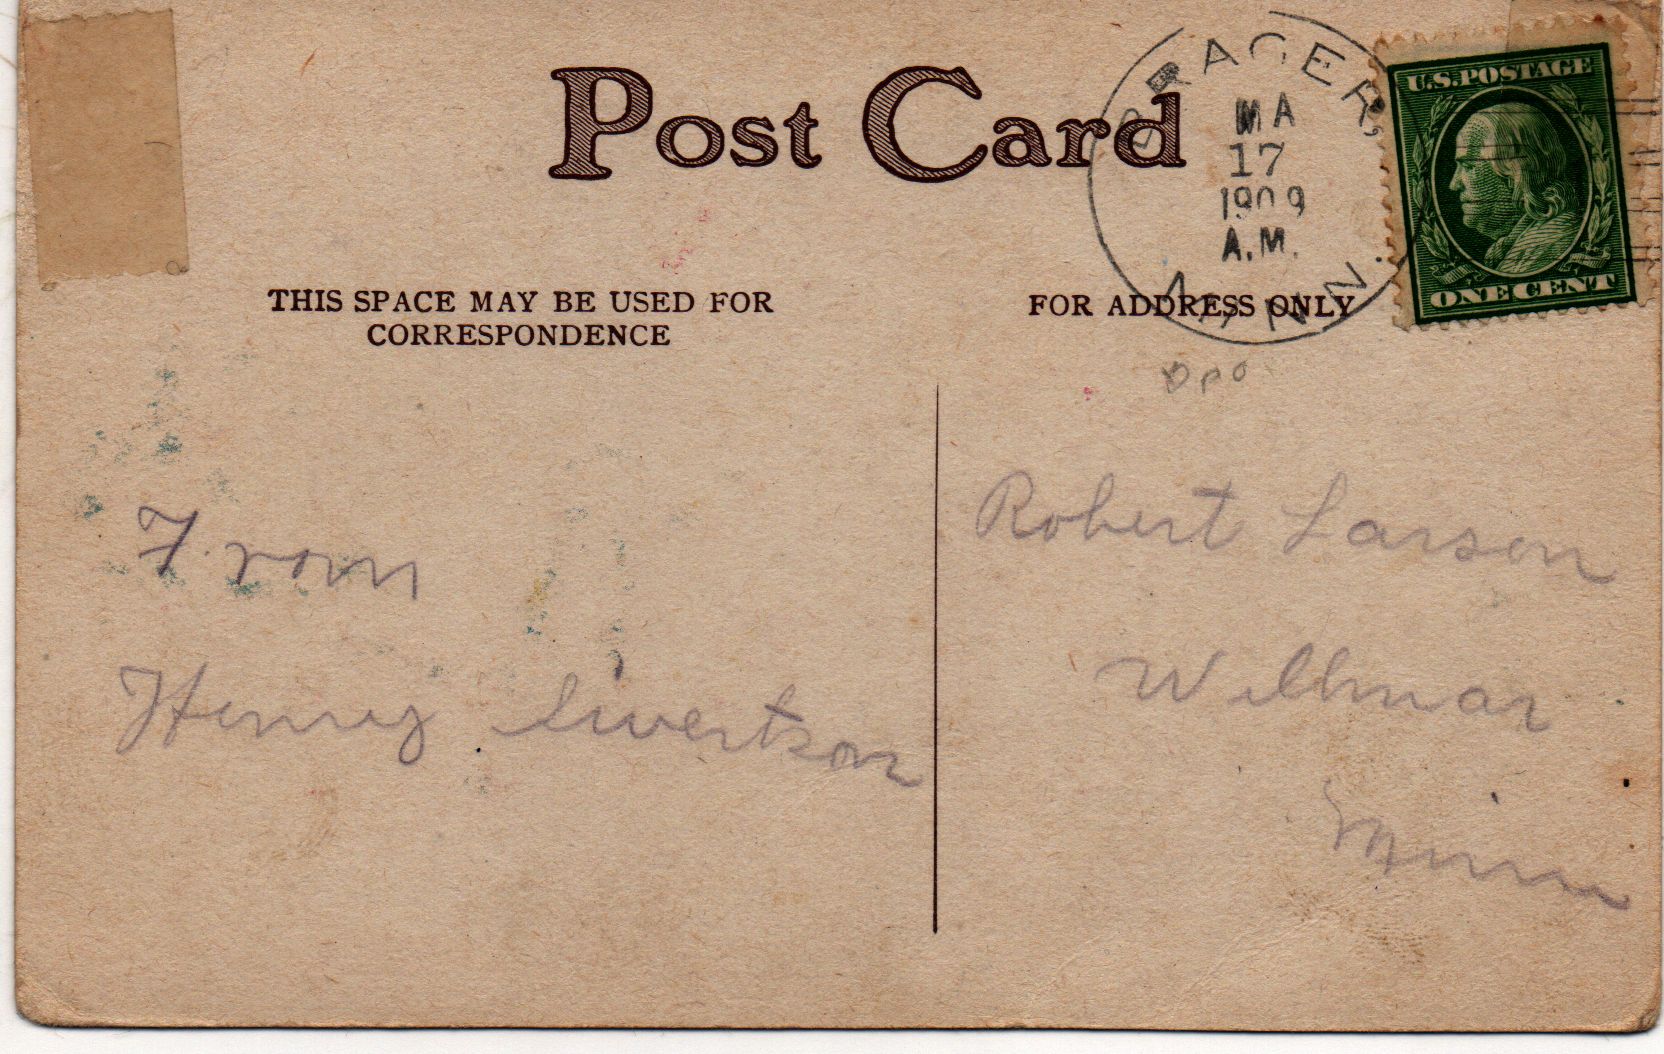 Post Card
MA
17
1909
A.M.
MINN.
U.S. POSTAGE
ONE CENT
THIS SPACE MAY BE USED FOR
CORRESPONDENCE
FOR ADDRESS ONLY
DPO
From
Henry Sivertson
Robert Larson
Willmar
Minn